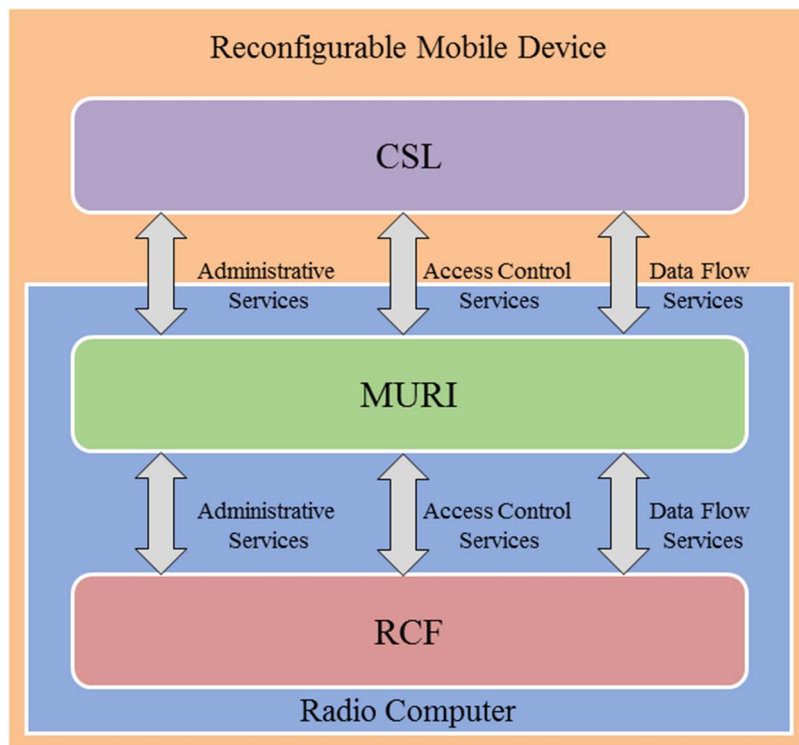 Reconfigurable Mobile Device
CSL
Administrative
Services
Access Control
Services
Data Flow
Services
MURI
Administrative
Services
Access Control
Services
Data Flow
Services
RCF
Radio Computer